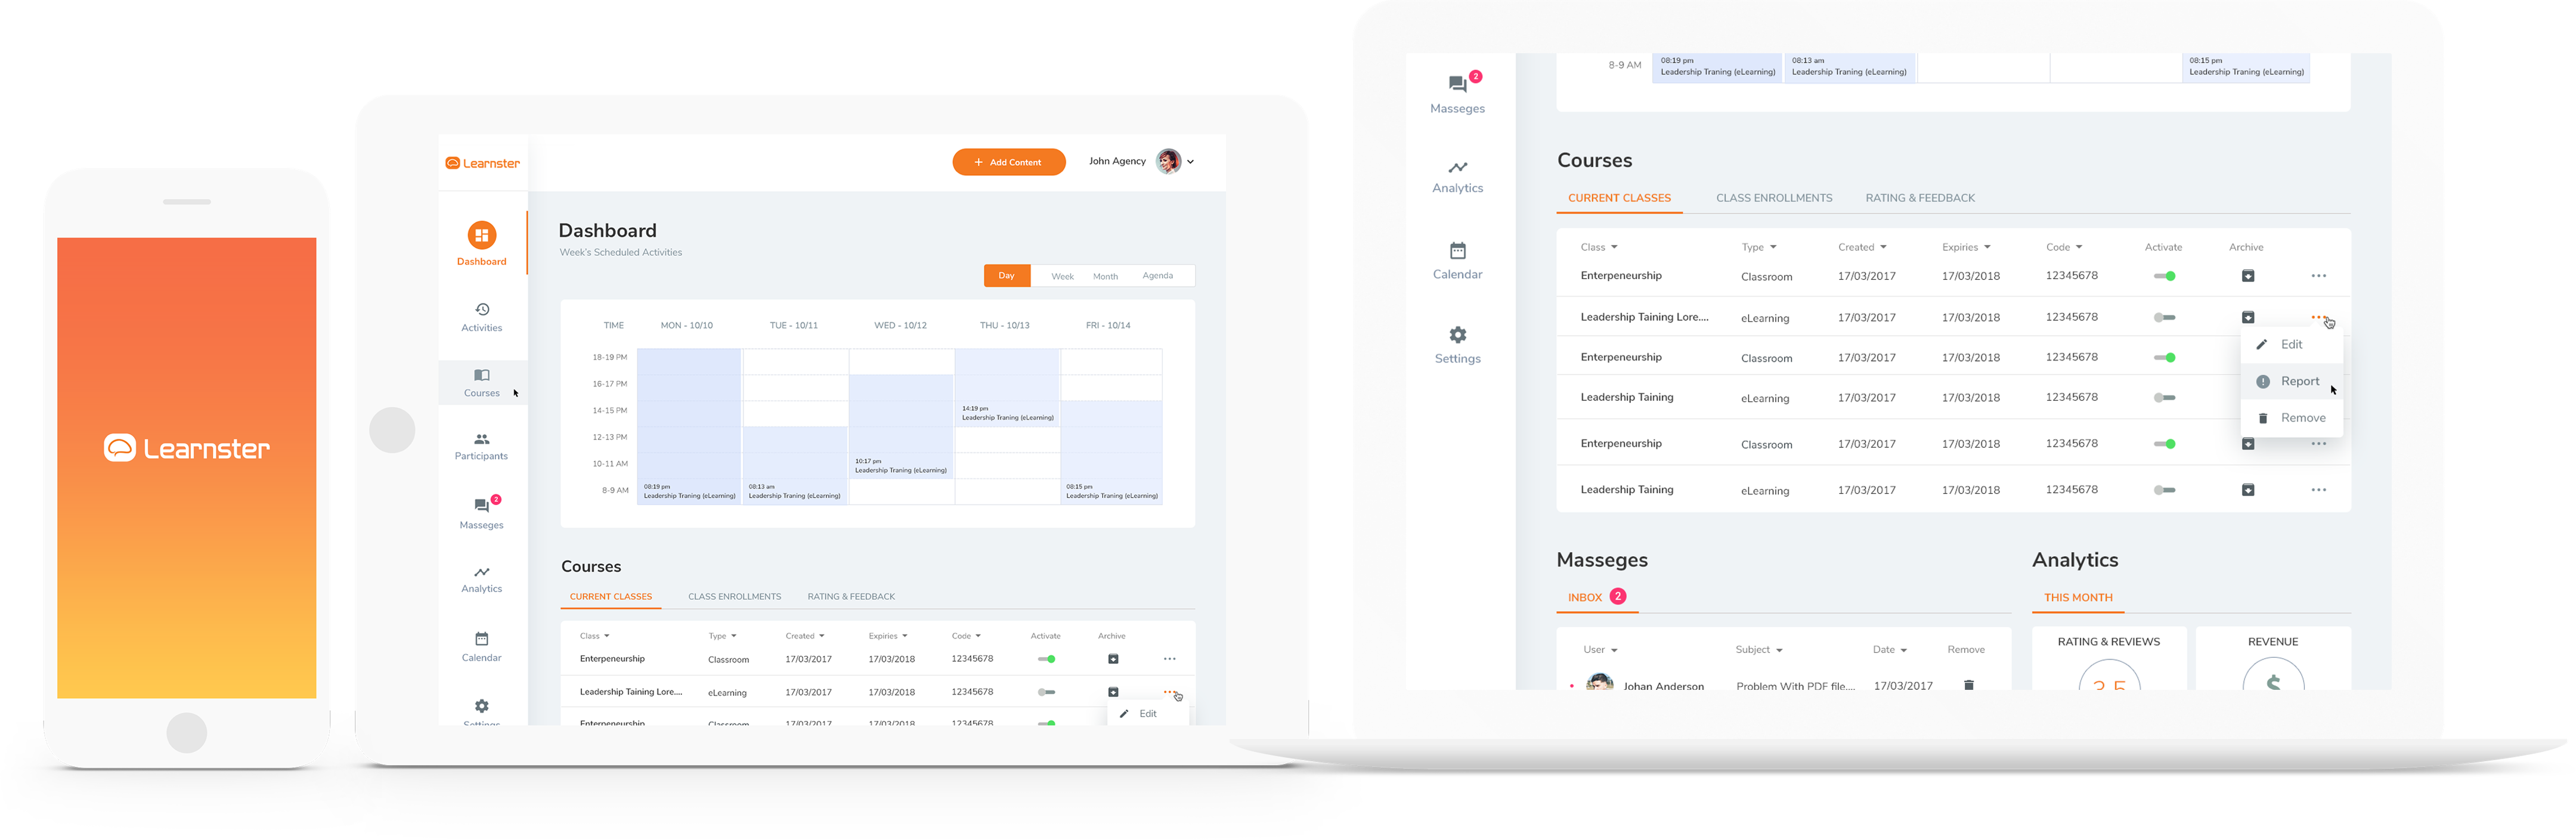 Learnster
Learnster
+ Add Content
John Agency
Dashboard
Activities
Courses
Participants
2
Masseges
Analytics
Calendar
Settings
Dashboard
Week's Scheduled Activities
Day Week Month Agenda
TIME MON - 10/10 TUE - 10/11 WED - 10/12 THU - 10/13 FRI - 10/14
18-19 PM
16-17 PM
14-15 PM
14:19 pm
Leadership Traning (eLearning)
12-13 PM
10-11 AM
10:17 pm
Leadership Traning (eLearning)
8-9 AM
08:19 pm
Leadership Traning (eLearning)
08:13 am
Leadership Traning (eLearning)
08:15 pm
Leadership Traning (eLearning)
Courses
CURRENT CLASSES CLASS ENROLLMENTS RATING & FEEDBACK
Class Type Created Expiries Code Activate Archive
Enterpeneurship Classroom 17/03/2017 17/03/2018 12345678
Leadership Taining Lore.... eLearning 17/03/2017 17/03/2018 12345678
Enterpeneurship Classroom 17/03/2017 17/03/2018 12345678
Edit
2
Masseges
Analytics
Calendar
Settings
8-9 AM
08:19 pm
Leadership Traning (eLearning)
08:13 am
Leadership Traning (eLearning)
08:15 pm
Leadership Traning (eLearning)
Courses
CURRENT CLASSES CLASS ENROLLMENTS RATING & FEEDBACK
Class Type Created Expiries Code Activate Archive
Enterpeneurship Classroom 17/03/2017 17/03/2018 12345678
Leadership Taining Lore.... eLearning 17/03/2017 17/03/2018 12345678
Enterpeneurship Classroom 17/03/2017 17/03/2018 12345678
Leadership Taining eLearning 17/03/2017 17/03/2018 12345678
Enterpeneurship Classroom 17/03/2017 17/03/2018 12345678
Leadership Taining eLearning 17/03/2017 17/03/2018 12345678
Edit
Report
Remove
Masseges
INBOX 2
User Subject Date Remove
Johan Anderson Problem With PDF file.... 17/03/2017
Analytics
THIS MONTH
RATING & REVIEWS
3.5
REVENUE
$